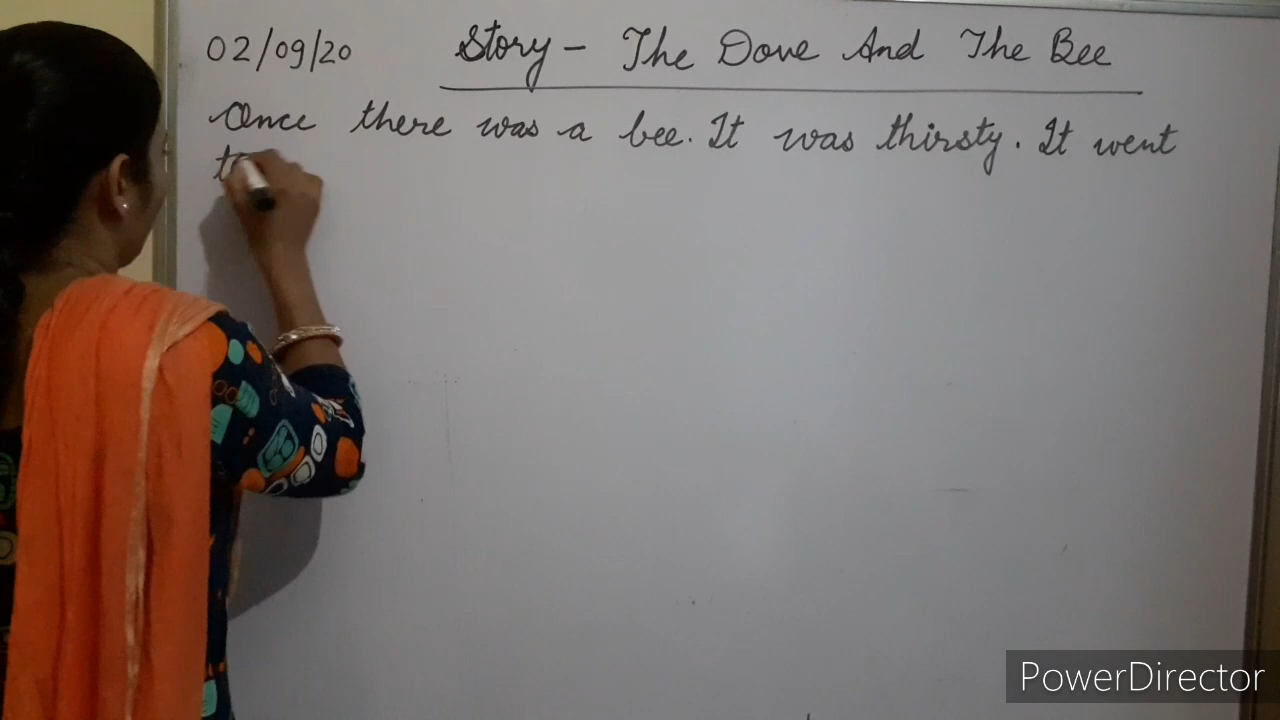 02/09/20 Story - The Dove And The Bee
Once there was a bee. It was thirsty. It went
to
PowerDirector